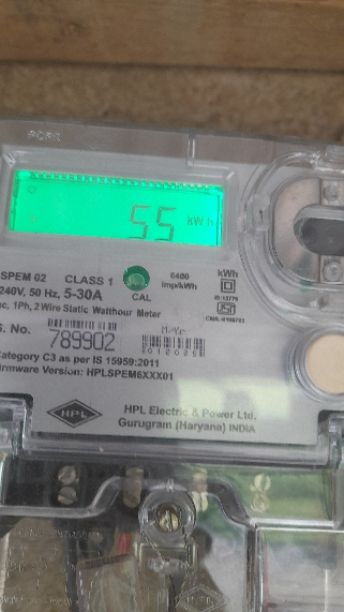 55 kWh
SPEM 02 CLASS 1 6400 kWh
240V, 50 Hz, 5-30A CAL imp/kWh
ac, 1Ph, 2 Wire Static Watthour Meter
S. No. 789902
Category C3 as per IS 15959:2011
Firmware Version: HPLSPEM6XXX01
HPL
HPL Electric & Power Ltd.
Gurugram (Haryana) INDIA